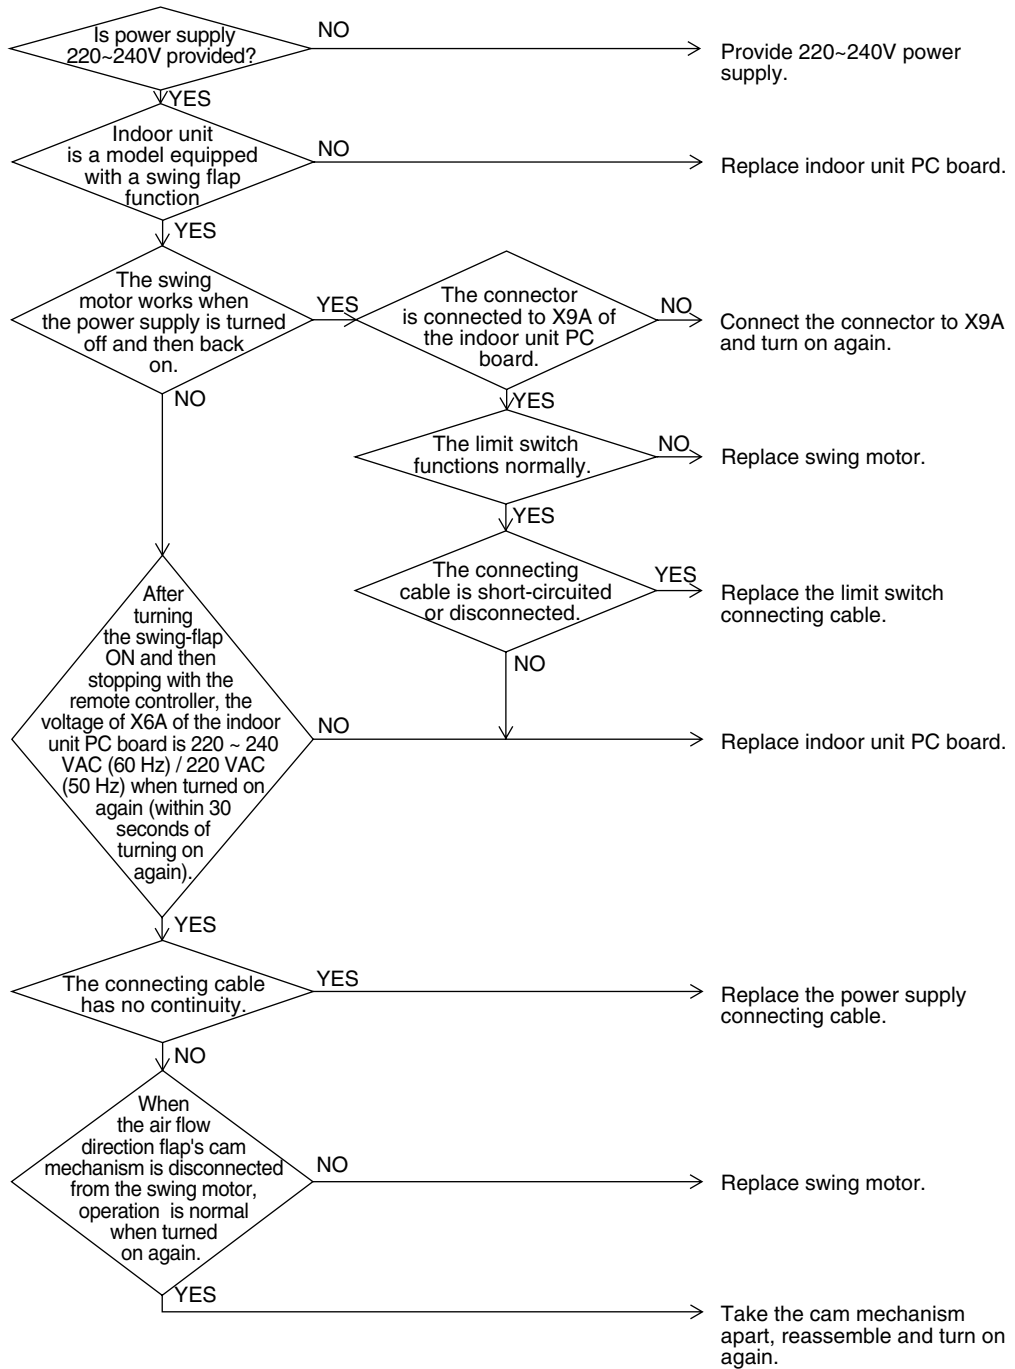 Is power supply
220~240V provided?
NO
Provide 220~240V power
supply.
YES
Indoor unit
is a model equipped
with a swing flap
function
NO
Replace indoor unit PC board.
YES
The swing
motor works when
the power supply is turned
off and then back
on.
YES
The connector
is connected to X9A of
the indoor unit PC
board.
NO
Connect the connector to X9A
and turn on again.
NO
YES
The limit switch
functions normally.
NO
Replace swing motor.
YES
The connecting
cable is short-circuited
or disconnected.
YES
Replace the limit switch
connecting cable.
NO
After
turning
the swing-flap
ON and then
stopping with the
remote controller, the
voltage of X6A of the indoor
unit PC board is 220 ~ 240
VAC (60 Hz) / 220 VAC
(50 Hz) when turned on
again (within 30
seconds of
turning on
again).
NO
Replace indoor unit PC board.
YES
The connecting cable
has no continuity.
YES
Replace the power supply
connecting cable.
NO
When
the air flow
direction flap's cam
mechanism is disconnected
from the swing motor,
operation is normal
when turned
on again.
NO
Replace swing motor.
YES
Take the cam mechanism
apart, reassemble and turn on
again.